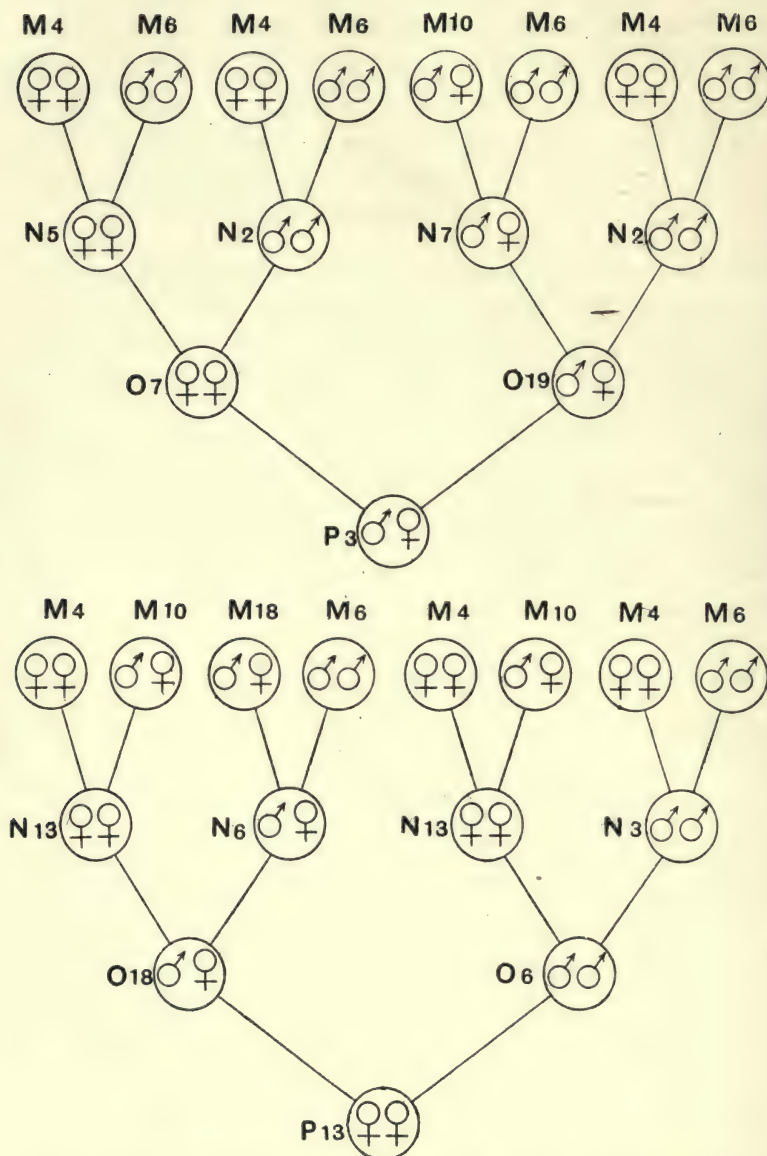 M4 M6 M4 M6 M10 M6 M4 M6
♀♀ ♂♂ ♀♀ ♂♂ ♂♀ ♂♂ ♀♀ ♂♂
N5 ♀♀ N2 ♂♂ N7 ♂♀ N2 ♂♂
O7 ♀♀ O19 ♂♀
P3 ♂♀
M4 M10 M18 M6 M4 M10 M4 M6
♀♀ ♂♀ ♂♀ ♂♂ ♀♀ ♂♀ ♀♀ ♂♂
N13 ♀♀ N6 ♂♀ N13 ♀♀ N3 ♂♂
O18 ♂♀ O6 ♂♂
P13 ♀♀